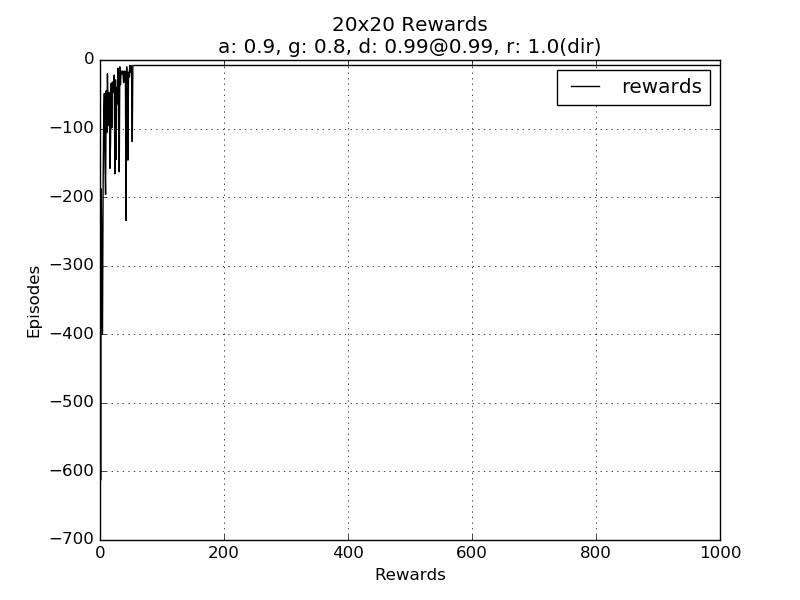 20x20 Rewards
a: 0.9, g: 0.8, d: 0.99@0.99, r: 1.0(dir)
rewards
0
−100
−200
−300
−400
−500
−600
−700
Episodes
0 200 400 600 800 1000
Rewards